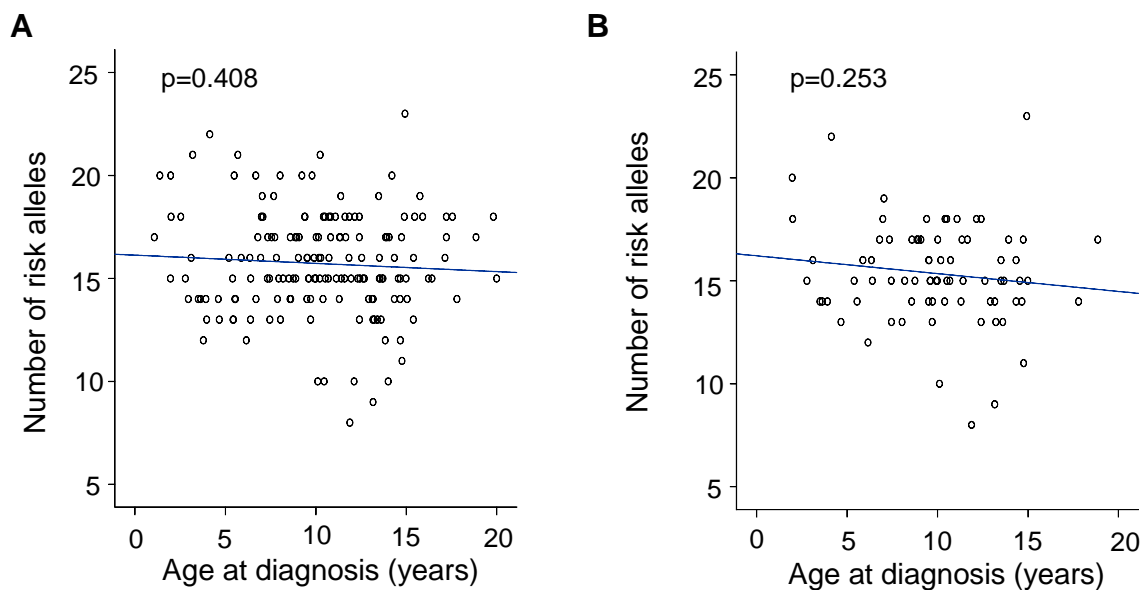 A
p=0.408
Number of risk alleles
25
20
15
10
5
0 5 10 15 20
Age at diagnosis (years)
B
p=0.253
Number of risk alleles
25
20
15
10
5
0 5 10 15 20
Age at diagnosis (years)